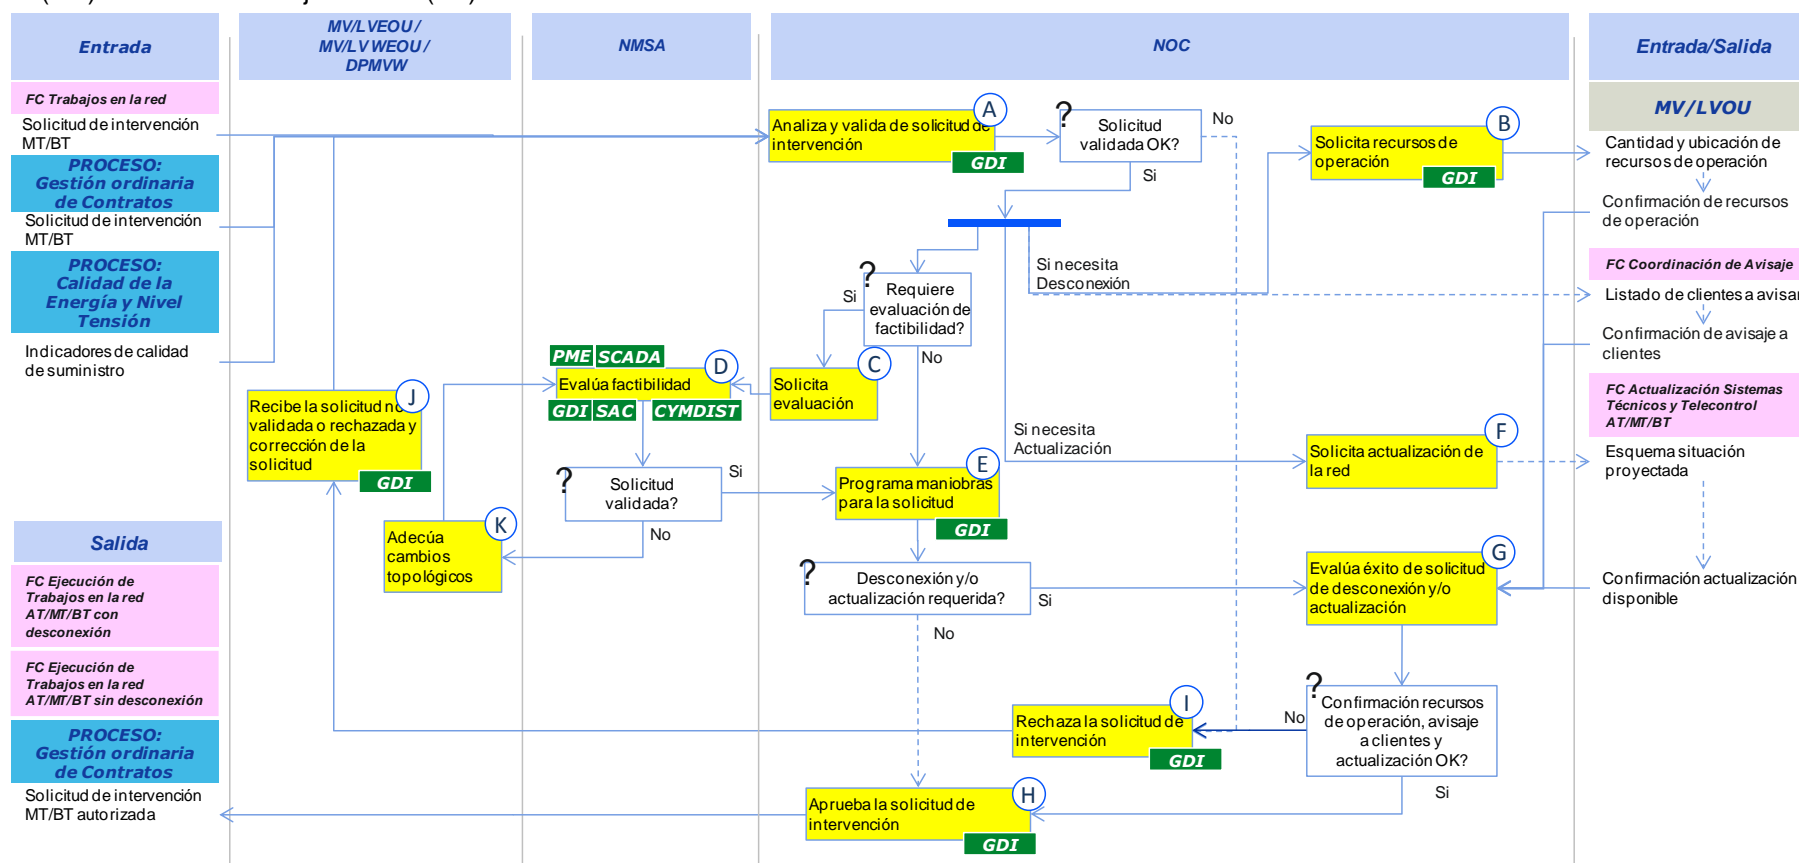 Entrada
MV/LVEOU /
MV/LV WEOU /
DPMVW
NMSA
NOC
Entrada/Salida
FC Trabajos en la red
Solicitud de intervención
MT/BT
PROCESO:
Gestión ordinaria
de Contratos
Solicitud de intervención
MT/BT
PROCESO:
Calidad de la
Energía y Nivel
Tensión
Indicadores de calidad
de suministro
Salida
FC Ejecución de
Trabajos en la red
AT/MT/BT con
desconexión
FC Ejecución de
Trabajos en la red
AT/MT/BT sin desconexión
PROCESO:
Gestión ordinaria
de Contratos
Solicitud de intervención
MT/BT autorizada
J
Recibe la solicitud no
validada o rechazada y
corrección de la
solicitud
GDI
K
Adecúa
cambios
topológicos
PME
SCADA
D
Evalúa factibilidad
GDI
SAC
CYMDIST
?
Solicitud
validada?
Si
No
A
Analiza y valida de solicitud de
intervención
GDI
?
Solicitud
validada OK?
No
Si
B
Solicita recursos de
operación
GDI
?
Requiere
evaluación de
factibilidad?
Si
No
Si necesita
Desconexión
C
Solicita
evaluación
Si necesita
Actualización
F
Solicita actualización de
la red
E
Programa maniobras
para la solicitud
GDI
?
Desconexión y/o
actualización requerida?
Si
No
G
Evalúa éxito de solicitud
de desconexión y/o
actualización
?
Confirmación recursos
de operación, avisaje
a clientes y
actualización OK?
No
Si
I
Rechaza la solicitud de
intervención
GDI
H
Aprueba la solicitud de
intervención
GDI
MV/LVOU
Cantidad y ubicación de
recursos de operación
Confirmación de recursos
de operación
FC Coordinación de Avisaje
Listado de clientes a avisar
Confirmación de avisaje a
clientes
FC Actualización Sistemas
Técnicos y Telecontrol
AT/MT/BT
Esquema situación
proyectada
Confirmación actualización
disponible